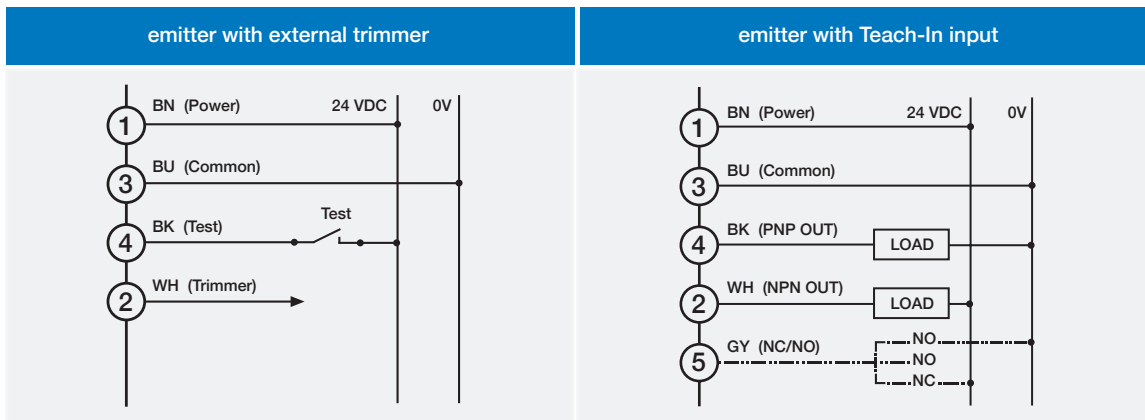 emitter with external trimmer
BN (Power) 24 VDC 0V
1
BU (Common)
3
BK (Test) Test
4
WH (Trimmer)
2
emitter with Teach-In input
BN (Power) 24 VDC 0V
1
BU (Common)
3
BK (PNP OUT)
4 LOAD
WH (NPN OUT)
2 LOAD
GY (NC/NO) NO
5 NO
NC